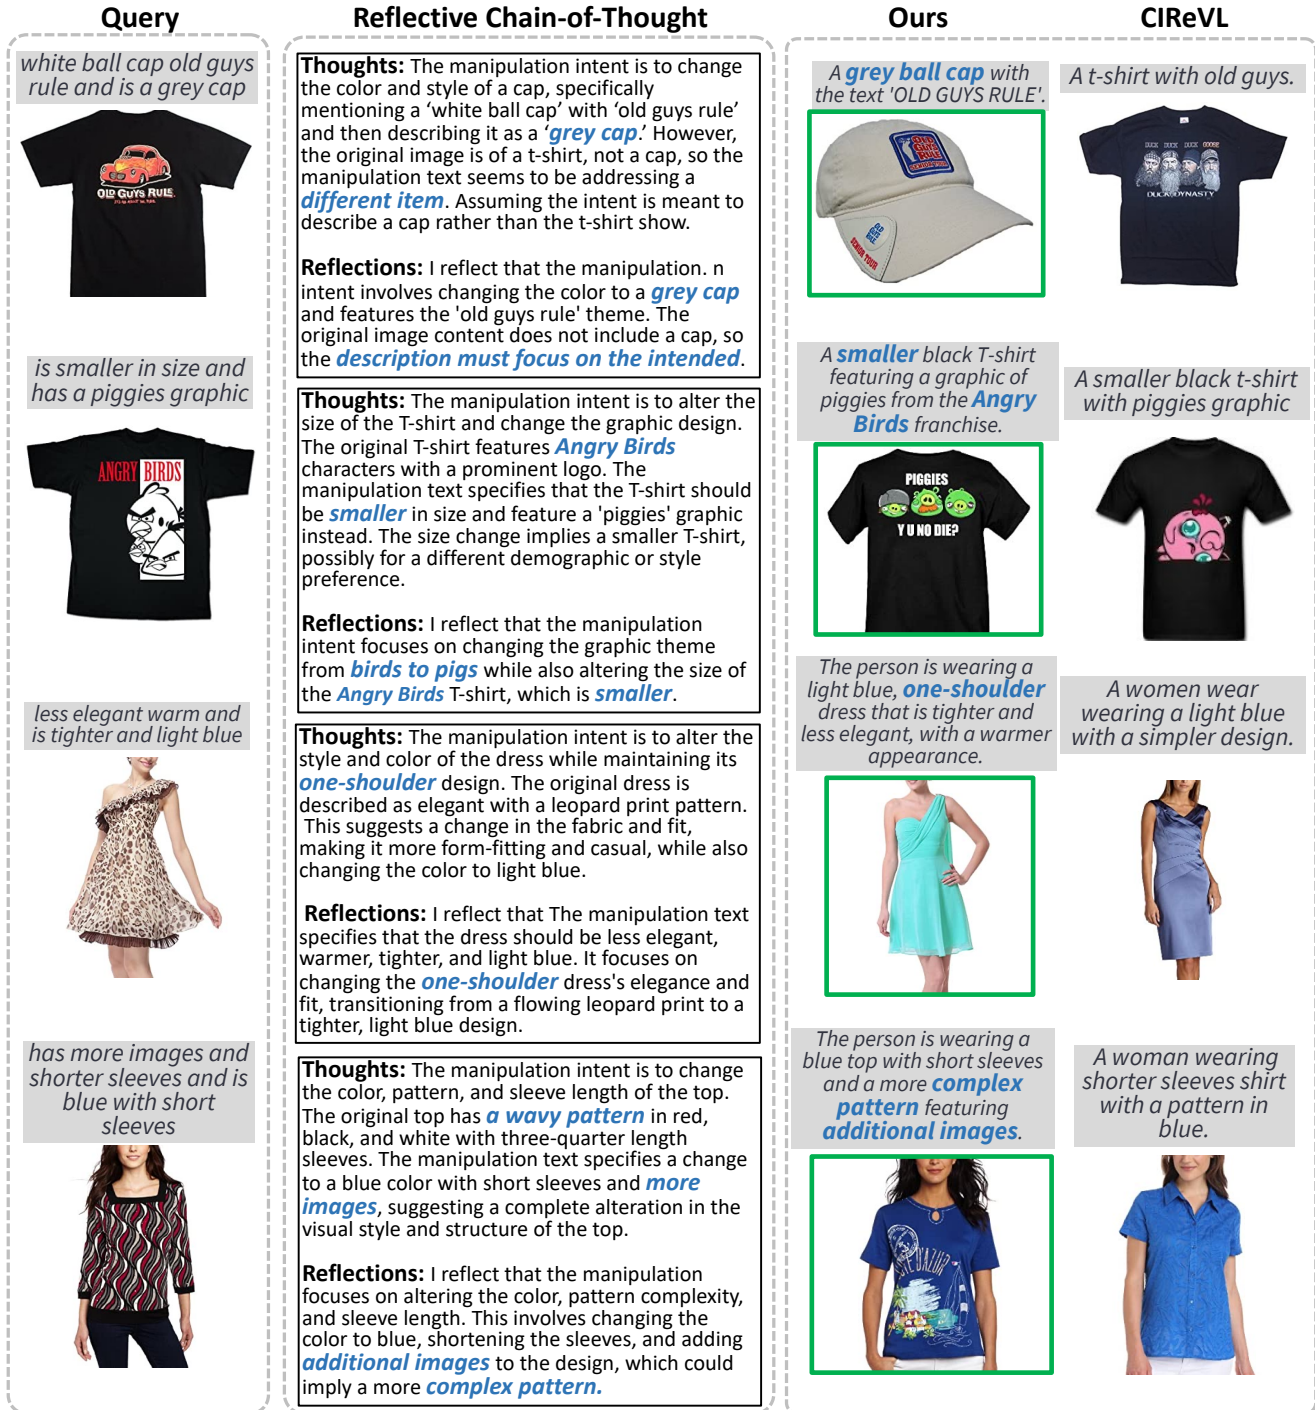 Query
Reflective Chain-of-Thought
Ours
CIReVL
white ball cap old guys
rule and is a grey cap
OLD GUYS RULE
Thoughts: The manipulation intent is to change
the color and style of a cap, specifically
mentioning a ‘white ball cap’ with ‘old guys rule’
and then describing it as a ‘grey cap.’ However,
the original image is of a t-shirt, not a cap, so the
manipulation text seems to be addressing a
different item. Assuming the intent is meant to
describe a cap rather than the t-shirt show.
Reflections: I reflect that the manipulation. n
intent involves changing the color to a grey cap
and features the 'old guys rule' theme. The
original image content does not include a cap, so
the description must focus on the intended.
A grey ball cap with
the text 'OLD GUYS RULE'.
OLD
GUYS
RULE
SENIOR TOUR
OLD
GUYS
RULE
SENIOR TOUR
A t-shirt with old guys.
DUCK DUCK DUCK GOOSE
DUCK DYNASTY
is smaller in size and
has a piggies graphic
ANGRY BIRDS
Thoughts: The manipulation intent is to alter the
size of the T-shirt and change the graphic design.
The original T-shirt features Angry Birds
characters with a prominent logo. The
manipulation text specifies that the T-shirt should
be smaller in size and feature a 'piggies' graphic
instead. The size change implies a smaller T-shirt,
possibly for a different demographic or style
preference.
Reflections: I reflect that the manipulation
intent focuses on changing the graphic theme
from birds to pigs while also altering the size of
the Angry Birds T-shirt, which is smaller.
A smaller black T-shirt
featuring a graphic of
piggies from the Angry
Birds franchise.
PIGGIES
Y U NO DIE?
A smaller black t-shirt
with piggies graphic
less elegant warm and
is tighter and light blue
Thoughts: The manipulation intent is to alter the
style and color of the dress while maintaining its
one-shoulder design. The original dress is
described as elegant with a leopard print pattern.
This suggests a change in the fabric and fit,
making it more form-fitting and casual, while also
changing the color to light blue.
Reflections: I reflect that The manipulation text
specifies that the dress should be less elegant,
warmer, tighter, and light blue. It focuses on
changing the one-shoulder dress's elegance and
fit, transitioning from a flowing leopard print to a
tighter, light blue design.
The person is wearing a
light blue, one-shoulder
dress that is tighter and
less elegant, with a warmer
appearance.
A women wear
wearing a light blue
with a simpler design.
has more images and
shorter sleeves and is
blue with short
sleeves
Thoughts: The manipulation intent is to change
the color, pattern, and sleeve length of the top.
The original top has a wavy pattern in red,
black, and white with three-quarter length
sleeves. The manipulation text specifies a change
to a blue color with short sleeves and more
images, suggesting a complete alteration in the
visual style and structure of the top.
Reflections: I reflect that the manipulation
focuses on altering the color, pattern complexity,
and sleeve length. This involves changing the
color to blue, shortening the sleeves, and adding
additional images to the design, which could
imply a more complex pattern.
The person is wearing a
blue top with short sleeves
and a more complex
pattern featuring
additional images.
D'AZUR
A woman wearing
shorter sleeves shirt
with a pattern in
blue.